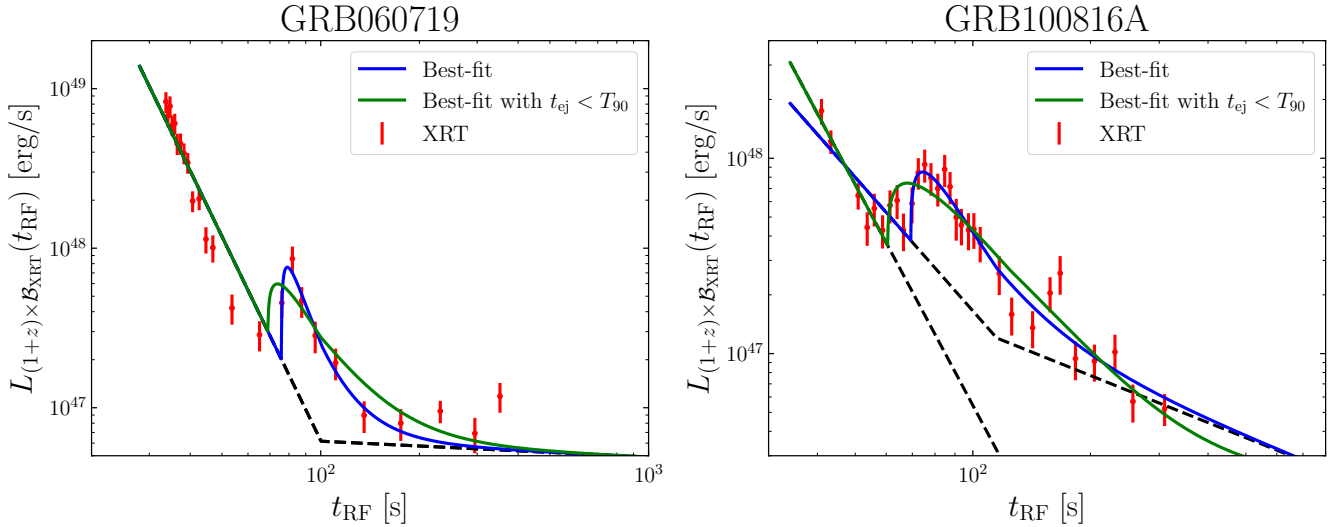 GRB060719
GRB100816A
L_{(1+z)×ℬ_XRT}(t_RF) [erg/s]
10^49
10^48
10^47
Best-fit
Best-fit with t_ej < T_90
XRT
10^2
10^3
t_RF [s]
L_{(1+z)×ℬ_XRT}(t_RF) [erg/s]
10^48
10^47
Best-fit
Best-fit with t_ej < T_90
XRT
10^2
t_RF [s]